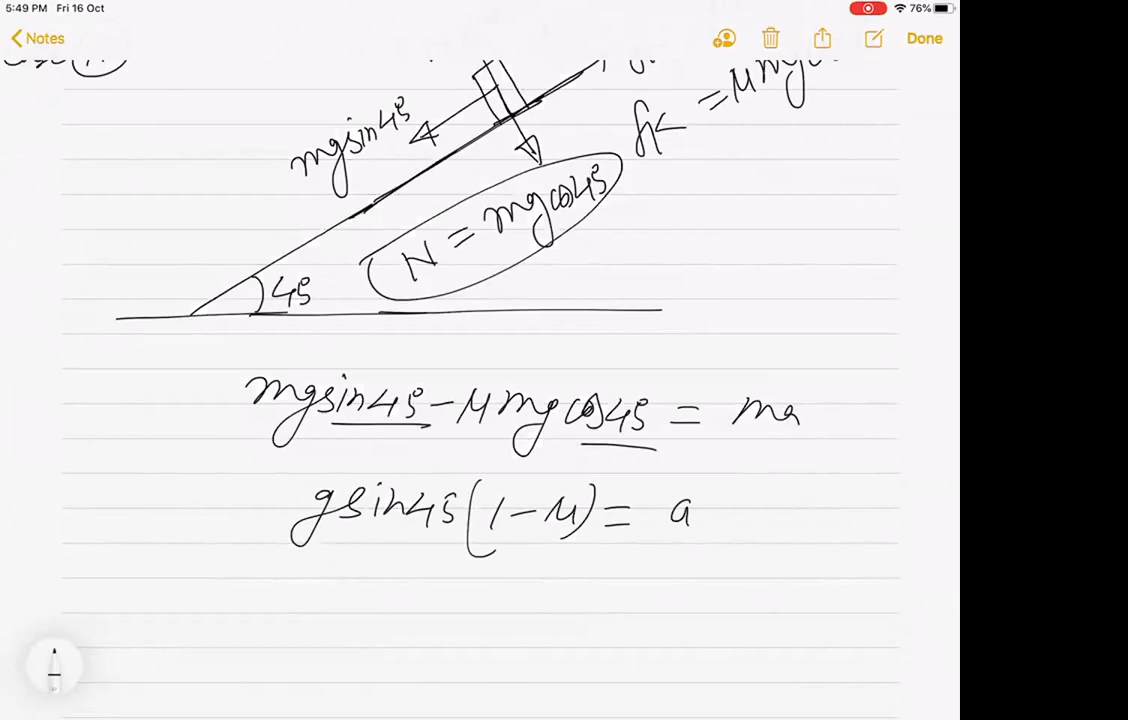 5:49 PM Fri 16 Oct
76%
Notes
Done
mgsin45
fk = μmg
N = mgcos45
45
mgsin45 - μmgcos45 = ma
gsin45(1-μ) = a